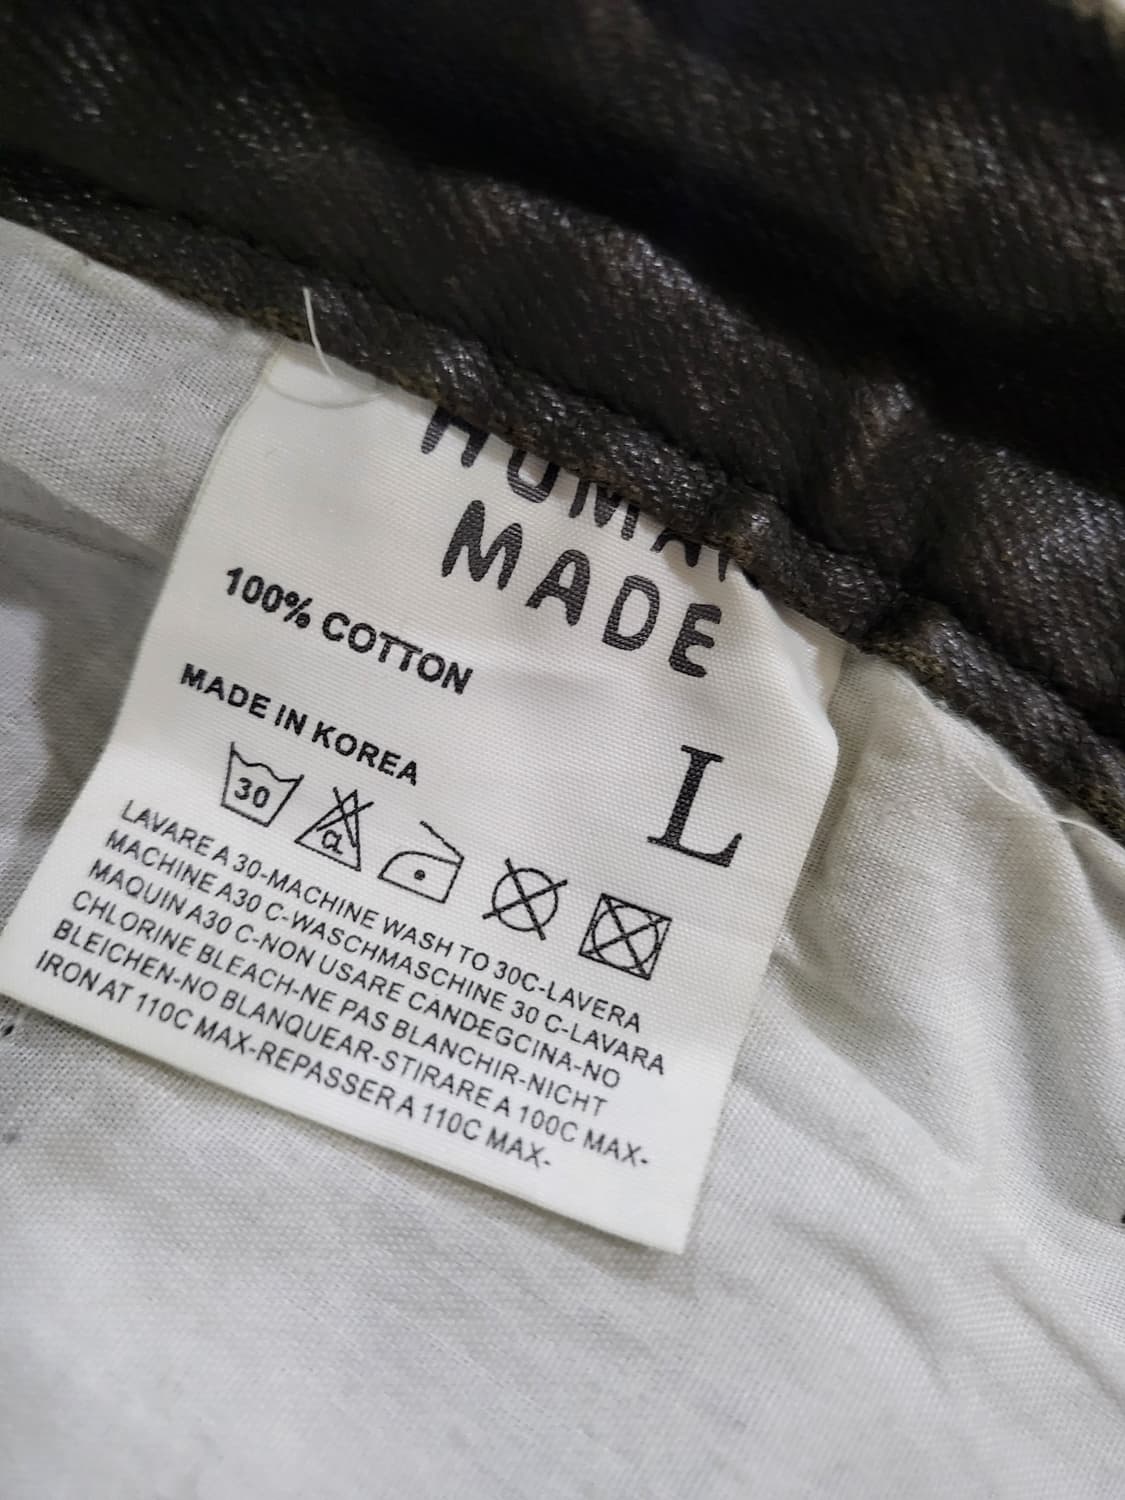 HUMAN
MADE
100% COTTON
MADE IN KOREA
L
30
CL
LAVARE A 30-MACHINE WASH TO 30C-LAVERA
MACHINE A30 C-WASCHMASCHINE 30 C-LAVARA
MAQUIN A30 C-NON USARE CANDEGCINA-NO
CHLORINE BLEACH-NE PAS BLANCHIR-NICHT
BLEICHEN-NO BLANQUEAR-STIRARE A 100C MAX-
IRON AT 110C MAX-REPASSER A 110C MAX-